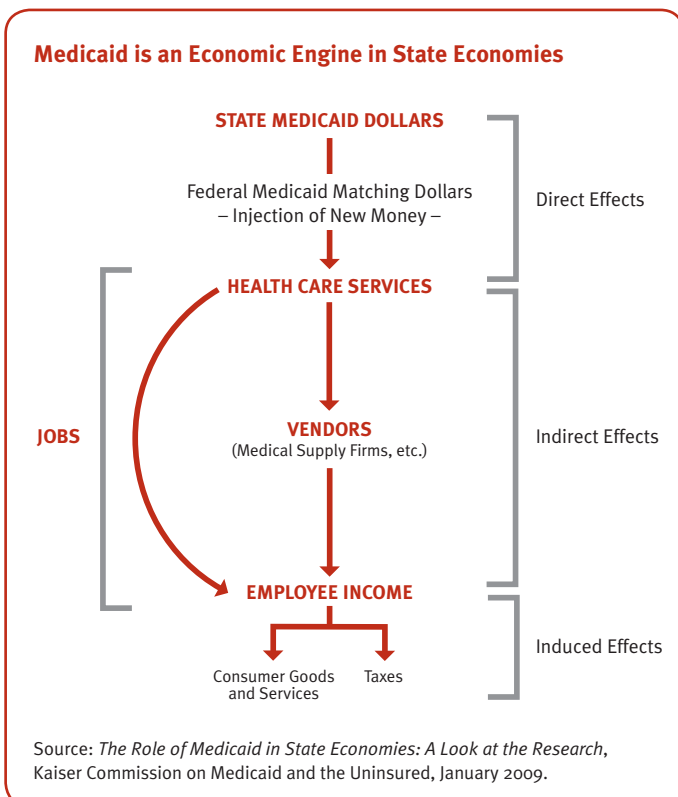 Medicaid is an Economic Engine in State Economies
STATE MEDICAID DOLLARS
Federal Medicaid Matching Dollars
– Injection of New Money –
Direct Effects
HEALTH CARE SERVICES
JOBS
VENDORS
(Medical Supply Firms, etc.)
Indirect Effects
EMPLOYEE INCOME
Consumer Goods
and Services
Taxes
Induced Effects
Source: The Role of Medicaid in State Economies: A Look at the Research,
Kaiser Commission on Medicaid and the Uninsured, January 2009.